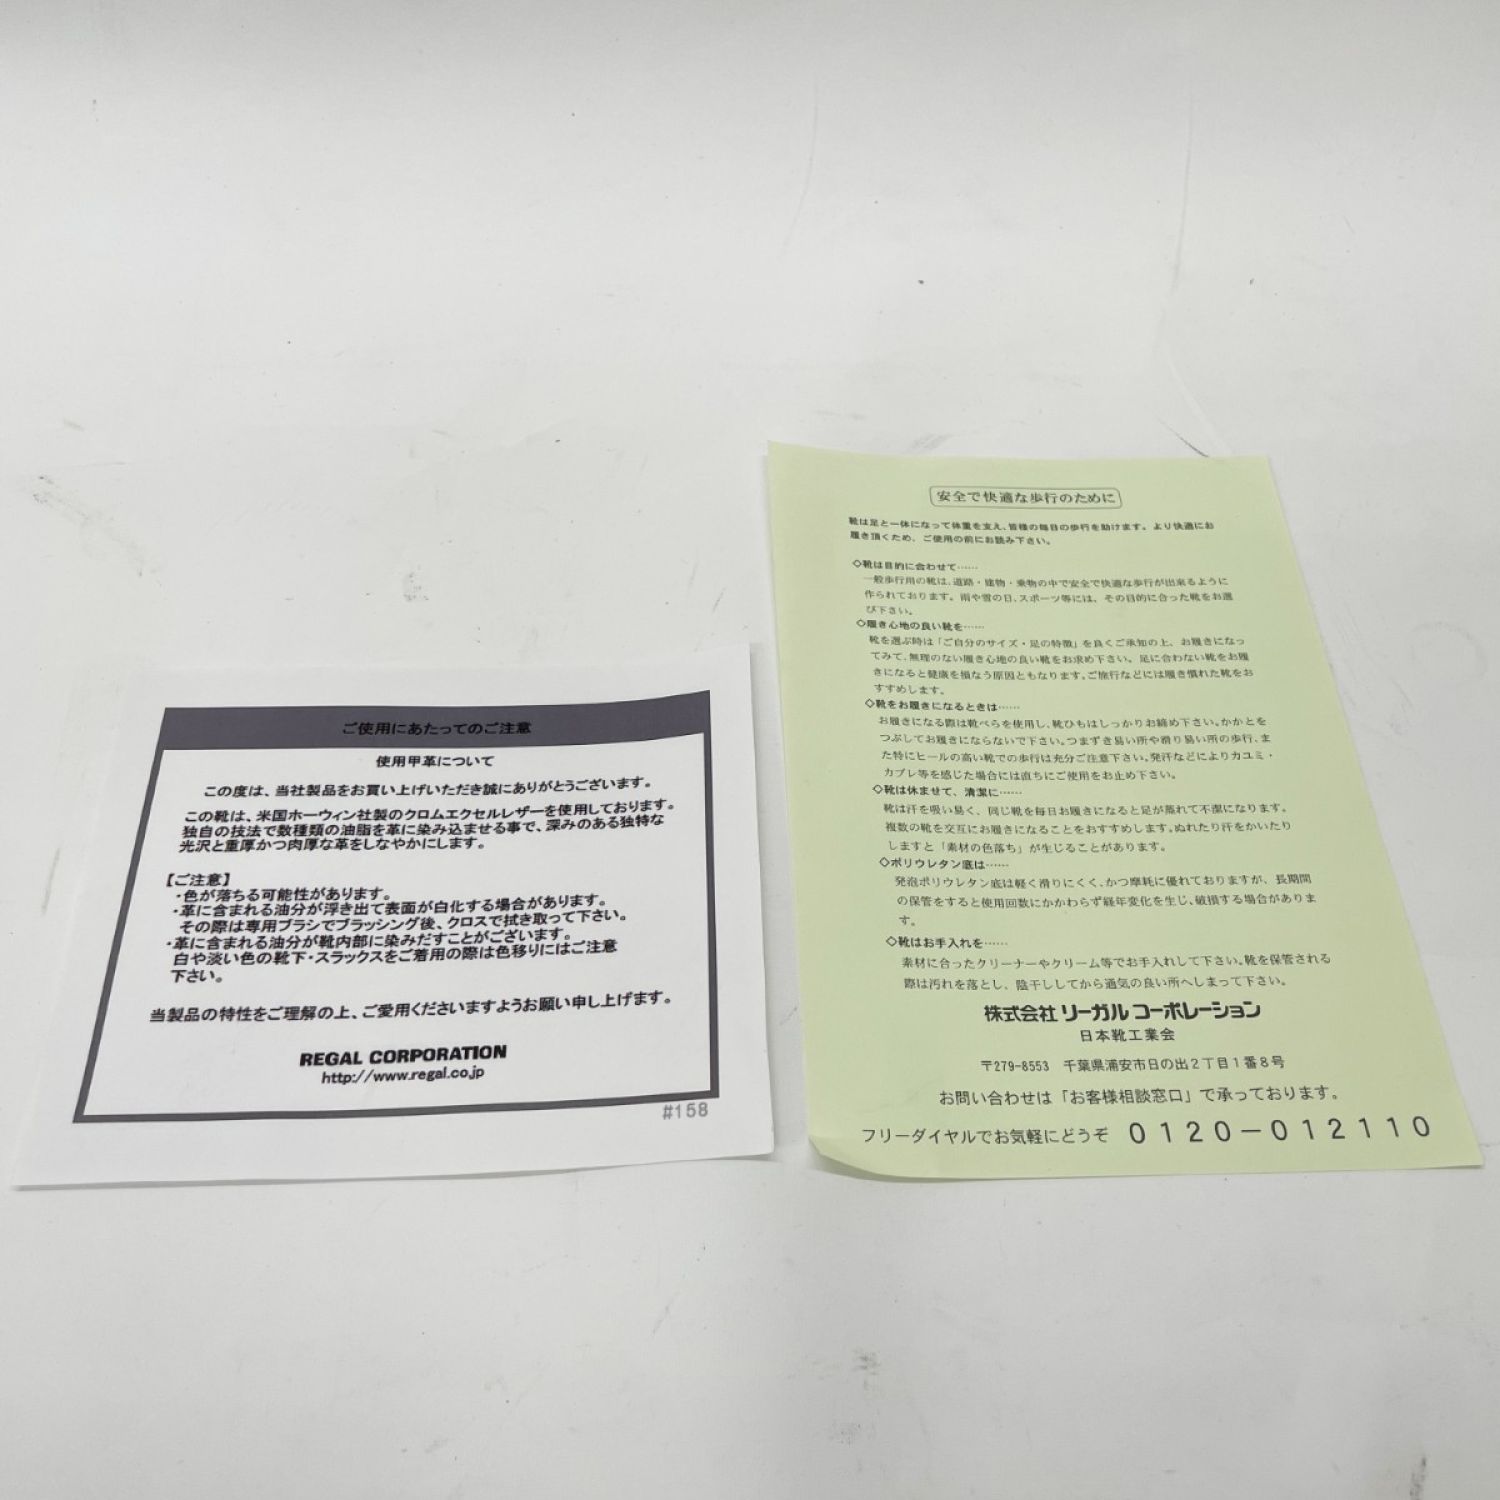 ご使用にあたってのご注意
使用甲革について
この度は、当社製品をお買い上げいただき誠にありがとうございます。
この靴は、米国ホーウィン社製のクロムエクセルレザーを使用しております。
独自の技法で数種類の油脂を革に染み込ませる事で、深みのある独特な
光沢と重厚かつ肉厚な革をしなやかにします。
【ご注意】
・色が落ちる可能性があります。
・革に含まれる油分が浮き出て表面が白化する場合があります。
その際は専用ブラシでブラッシング後、クロスで拭き取って下さい。
・革に含まれる油分が靴内部に染みだすことがございます。
白や淡い色の靴下・スラックスをご着用の際は色移りにはご注意
下さい。
当製品の特性をご理解の上、ご愛用くださいますようお願い申し上げます。
REGAL CORPORATION
http://www.regal.co.jp
#158
安全で快適な歩行のために
靴は足と一体になって体重を支え、皆様の毎日の歩行を助けます。より快適にお
履き頂くため、ご使用の前にお読み下さい。
◇靴は目的に合わせて……
一般歩行用の靴は、道路・建物・乗物の中で安全で快適な歩行が出来るように
作られております。雨や雪の日、スポーツ等には、その目的に合った靴をお選
び下さい。
◇履き心地の良い靴を……
靴を選ぶ時は「ご自分のサイズ・足の特徴」を良くご承知の上、お履きになっ
てみて、無理のない履き心地の良い靴をお求め下さい。足に合わない靴をお履
きになると健康を損なう原因ともなります。ご旅行などには履き慣れた靴をお
すすめします。
◇靴をお履きになるときは……
お履きになる際は靴べらを使用し、靴ひもはしっかりお締め下さい。かかとを
つぶしてお履きにならないで下さい。つまずき易い所や滑り易い所の歩行、ま
た特にヒールの高い靴での歩行は充分ご注意下さい。発汗などによりカユミ・
カブレ等を感じた場合には直ちにご使用をお止め下さい。
◇靴は休ませて、清潔に……
靴は汗を吸い易く、同じ靴を毎日お履きになると足が蒸れて不潔になります。
複数の靴を交互にお履きになることをおすすめします。ぬれたり汗をかいたり
しますと「素材の色落ち」が生じることがあります。
◇ポリウレタン底は……
発泡ポリウレタン底は軽く滑りにくく、かつ摩耗に優れておりますが、長期間
の保管をすると使用回数にかかわらず経年変化を生じ、破損する場合がありま
す。
◇靴はお手入れを……
素材に合ったクリーナーやクリーム等でお手入れして下さい。靴を保管される
際は汚れを落とし、陰干ししてから通気の良い所へしまって下さい。
株式会社 リーガル コーポレーション
日本靴工業会
〒279-8553 千葉県浦安市日の出２丁目１番８号
お問い合わせは「お客様相談窓口」で承っております。
フリーダイヤルでお気軽にどうぞ ０１２０－０１２１１０